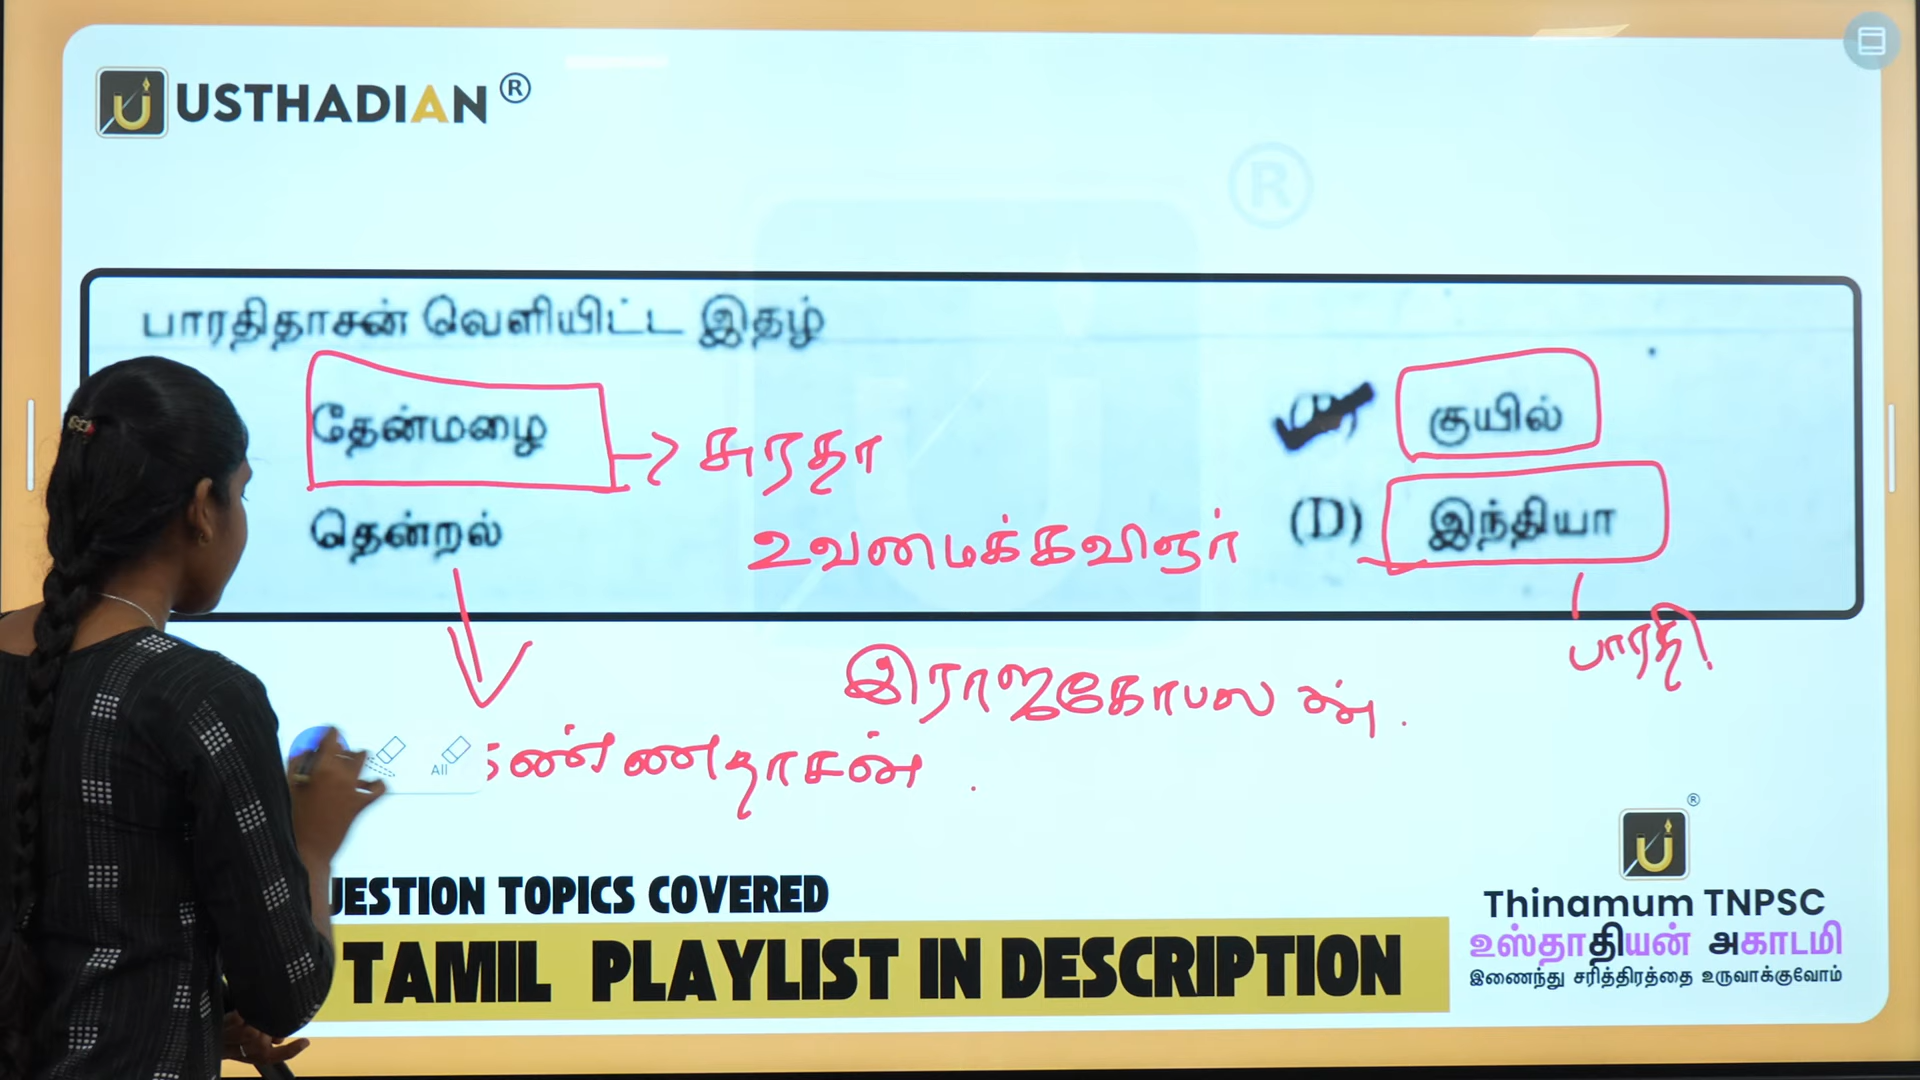 USTHADIAN ®
®
பாரதிதாசன் வெளியிட்ட இதழ்
தேன்மழை → சுரதா
குயில்
தென்றல்
உவமைக்கவிஞர்
(D) இந்தியா
பாரதி
இராஜகோபலன்.
ண்ணதாசன்.
All
UESTION TOPICS COVERED
TAMIL PLAYLIST IN DESCRIPTION
®
Thinamum TNPSC
உஸ்தாதியன் அகாடமி
இணைந்து சரித்திரத்தை உருவாக்குவோம்